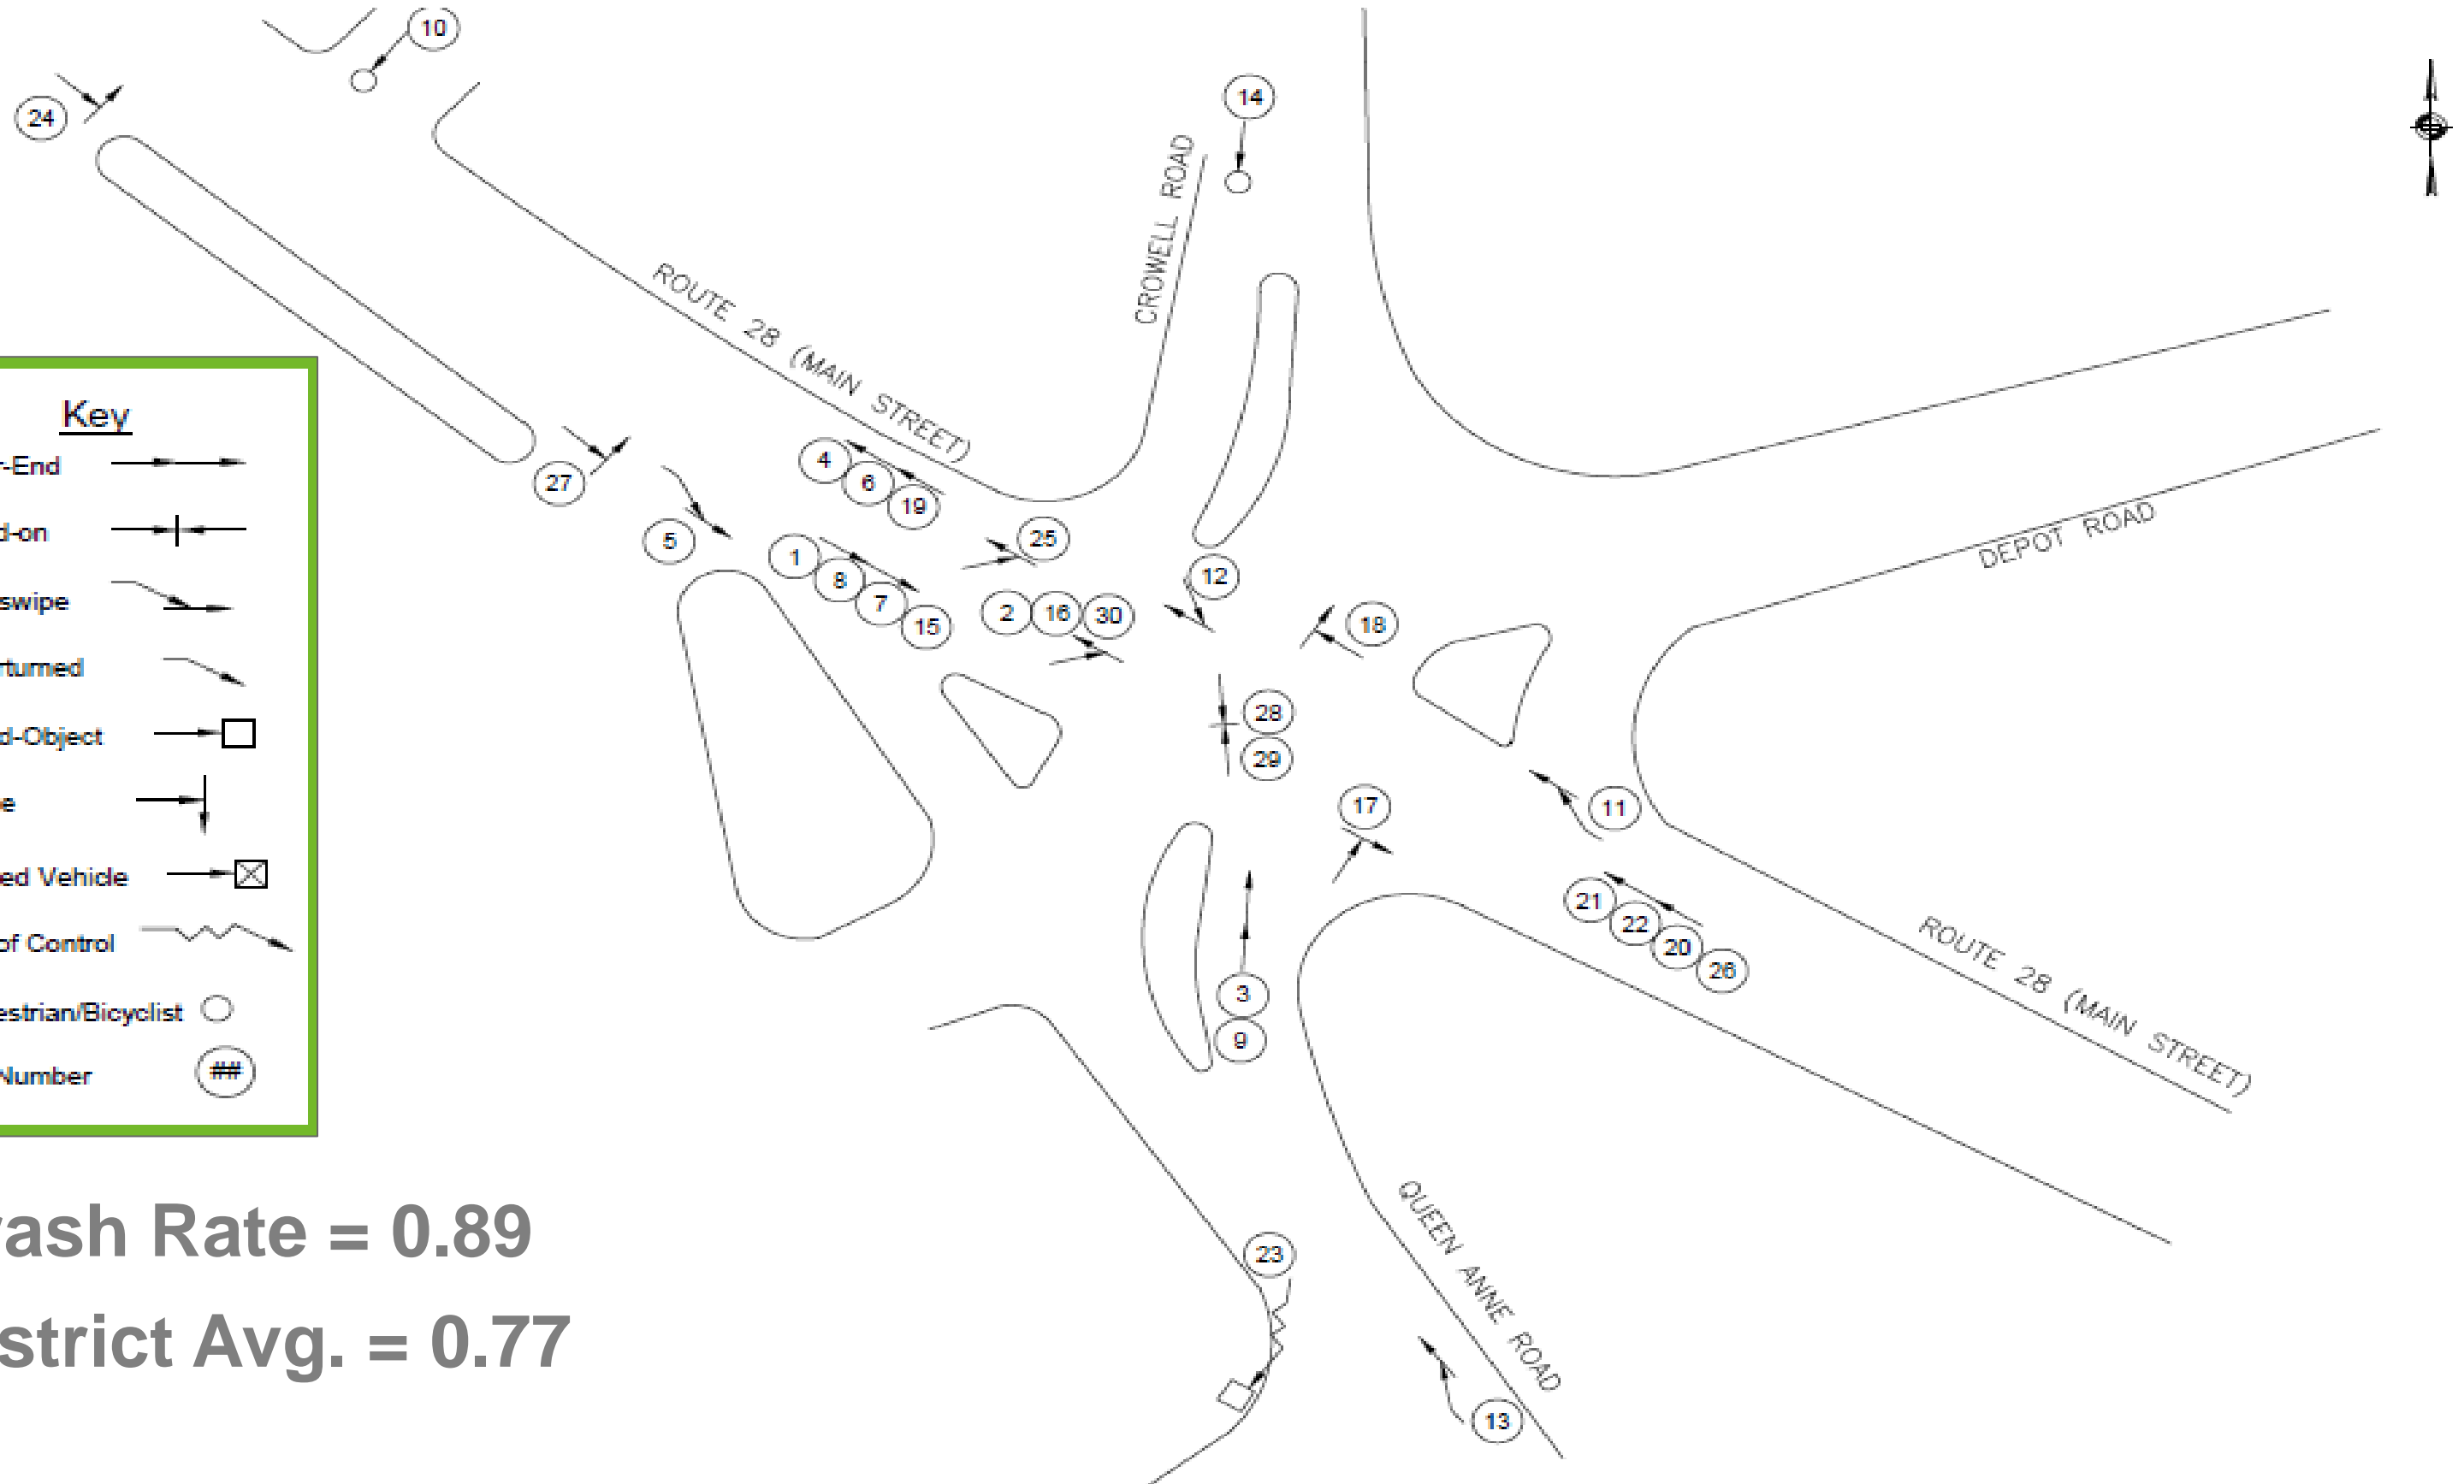 10
14
24
CROWELL ROAD
ROUTE 28 (MAIN STREET)
Key
r-End
d-on
swipe
rturned
d-Object
e
ed Vehicle
of Control
estrian/Bicyclist
Number
##
4
6
19
27
5
25
1
8
7
15
2
16
30
12
18
DEPOT ROAD
28
29
17
11
21
22
20
26
3
9
ROUTE 28 (MAIN STREET)
QUEEN ANNE ROAD
23
13
rash Rate = 0.89
strict Avg. = 0.77